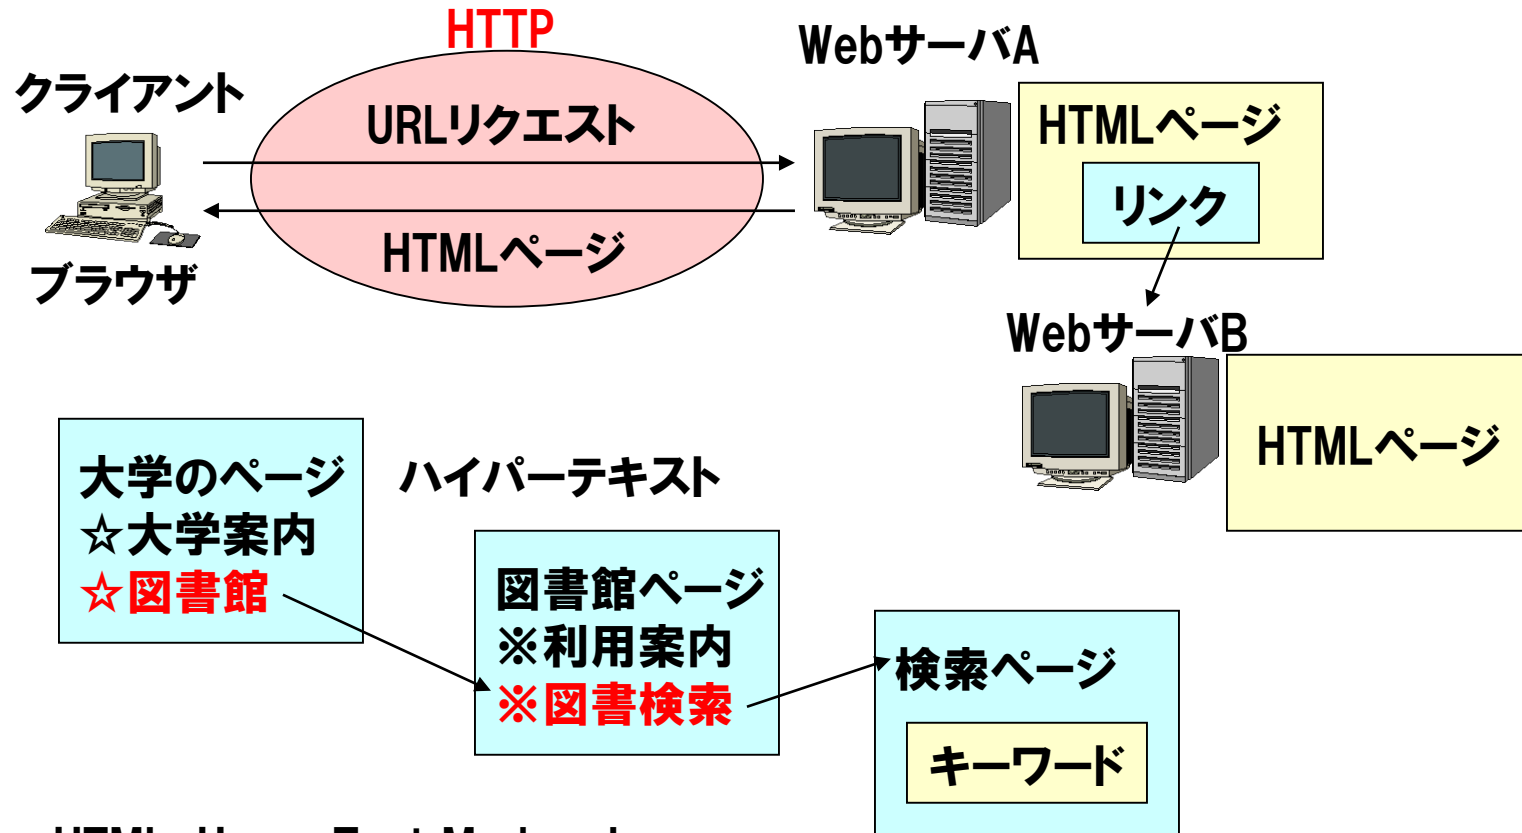 HTTP
クライアント
ブラウザ
URLリクエスト
HTMLページ
WebサーバA
HTMLページ
リンク
WebサーバB
HTMLページ
ハイパーテキスト
大学のページ
☆大学案内
☆図書館
図書館ページ
※利用案内
※図書検索
検索ページ
キーワード